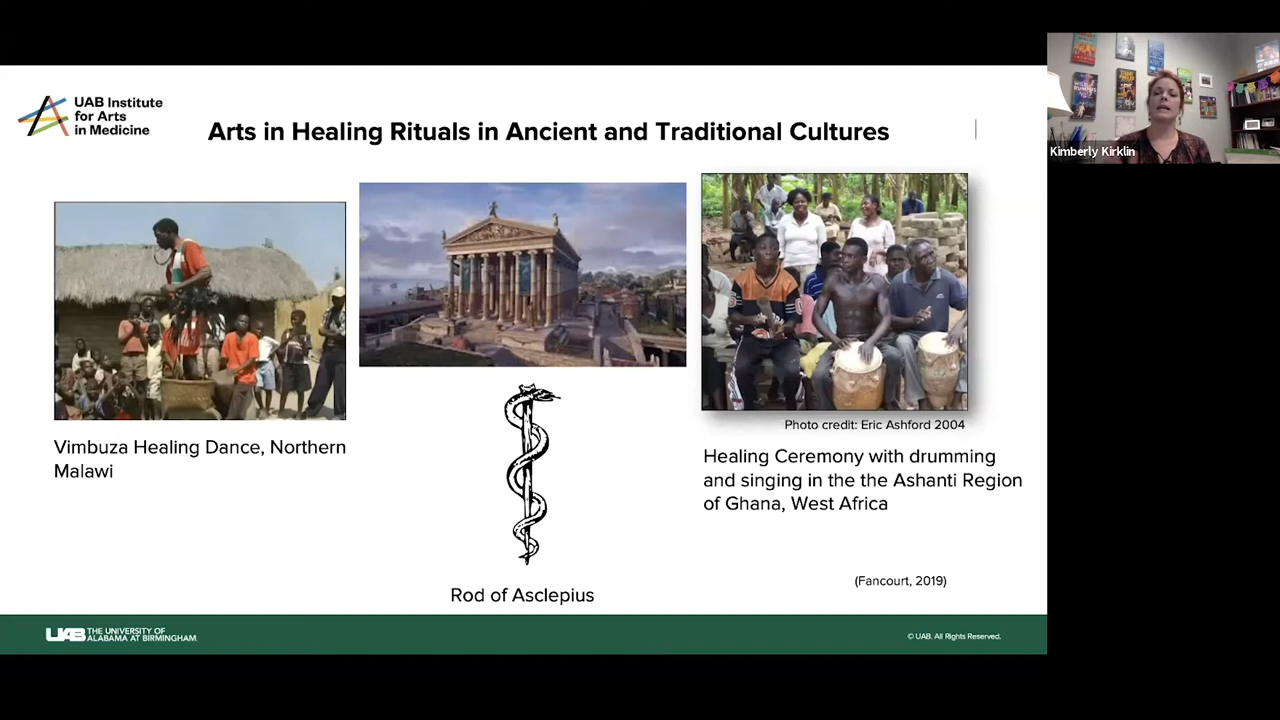 UAB Institute
for Arts
in Medicine
Arts in Healing Rituals in Ancient and Traditional Cultures
Kimberly Kirklin
Vimbuza Healing Dance, Northern
Malawi
Rod of Asclepius
Photo credit: Eric Ashford 2004
Healing Ceremony with drumming
and singing in the the Ashanti Region
of Ghana, West Africa
(Fancourt, 2019)
UAB THE UNIVERSITY OF
ALABAMA AT BIRMINGHAM
© UAB. All Rights Reserved.